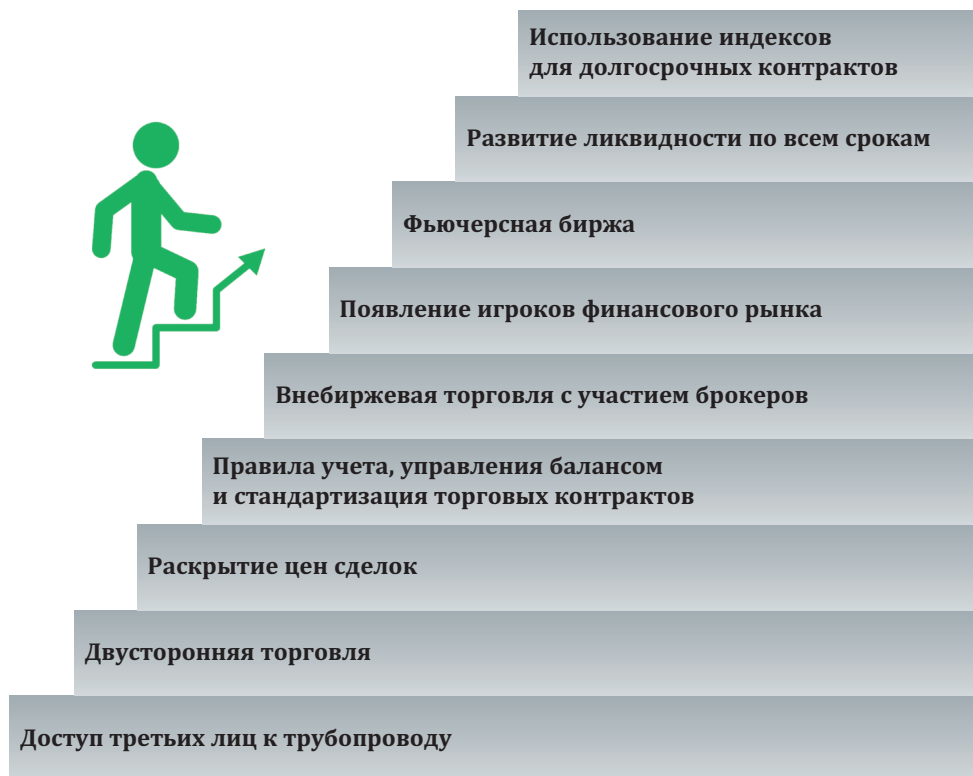 Использование индексов
для долгосрочных контрактов
Развитие ликвидности по всем срокам
Фьючерсная биржа
Появление игроков финансового рынка
Внебиржевая торговля с участием брокеров
Правила учета, управления балансом
и стандартизация торговых контрактов
Раскрытие цен сделок
Двусторонняя торговля
Доступ третьих лиц к трубопроводу